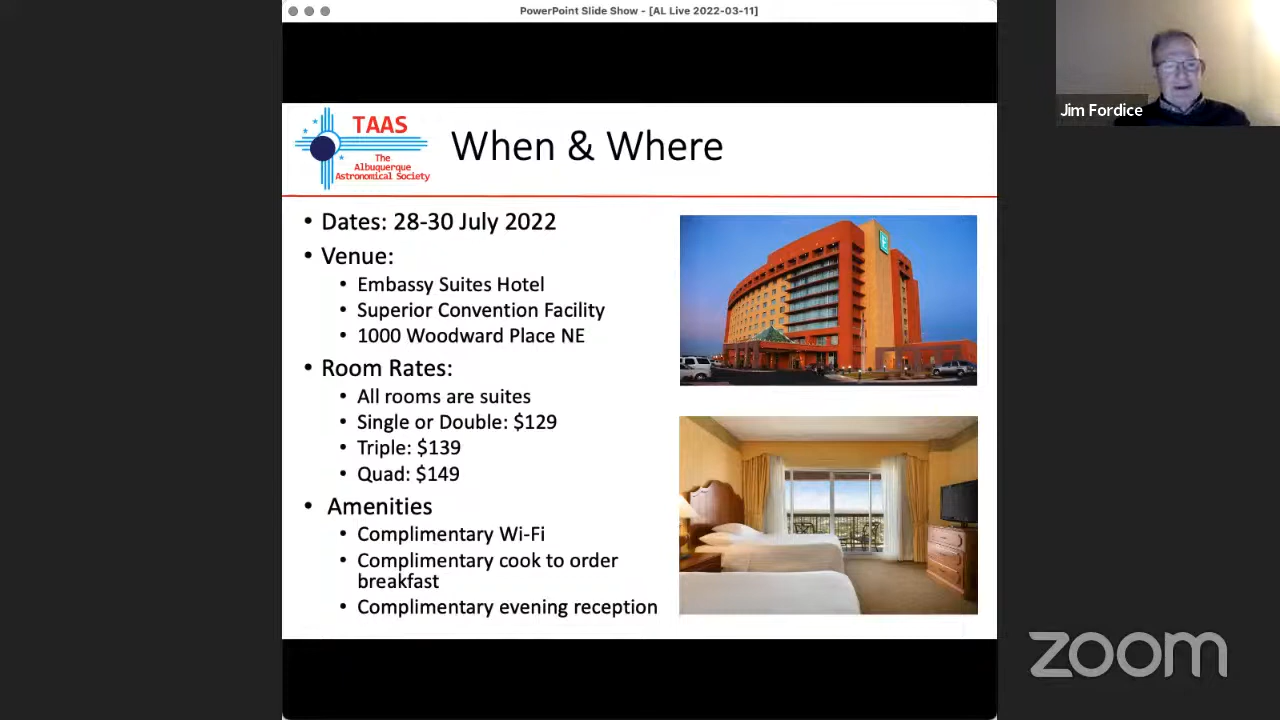 PowerPoint Slide Show - [AL Live 2022-03-11]
TAAS
The
Albuquerque
Astronomical Society
When & Where
• Dates: 28-30 July 2022
• Venue:
• Embassy Suites Hotel
• Superior Convention Facility
• 1000 Woodward Place NE
• Room Rates:
• All rooms are suites
• Single or Double: $129
• Triple: $139
• Quad: $149
• Amenities
• Complimentary Wi-Fi
• Complimentary cook to order
breakfast
• Complimentary evening reception
E
Jim Fordice
zoom